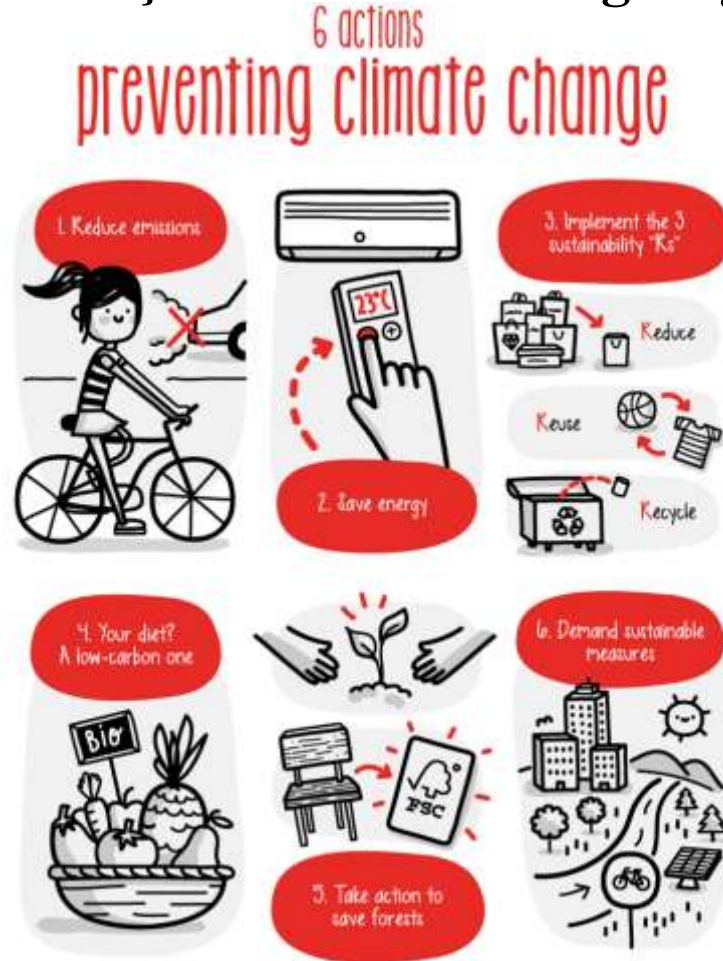 6 actions
preventing climate change
1. Reduce emissions
23°C
+
2. Save energy
3. Implement the 3
sustainability "Rs"
Reduce
Reuse
Recycle
4. Your diet?
A low-carbon one
Bio
FSC
5. Take action to
save forests
6. Demand sustainable
measures